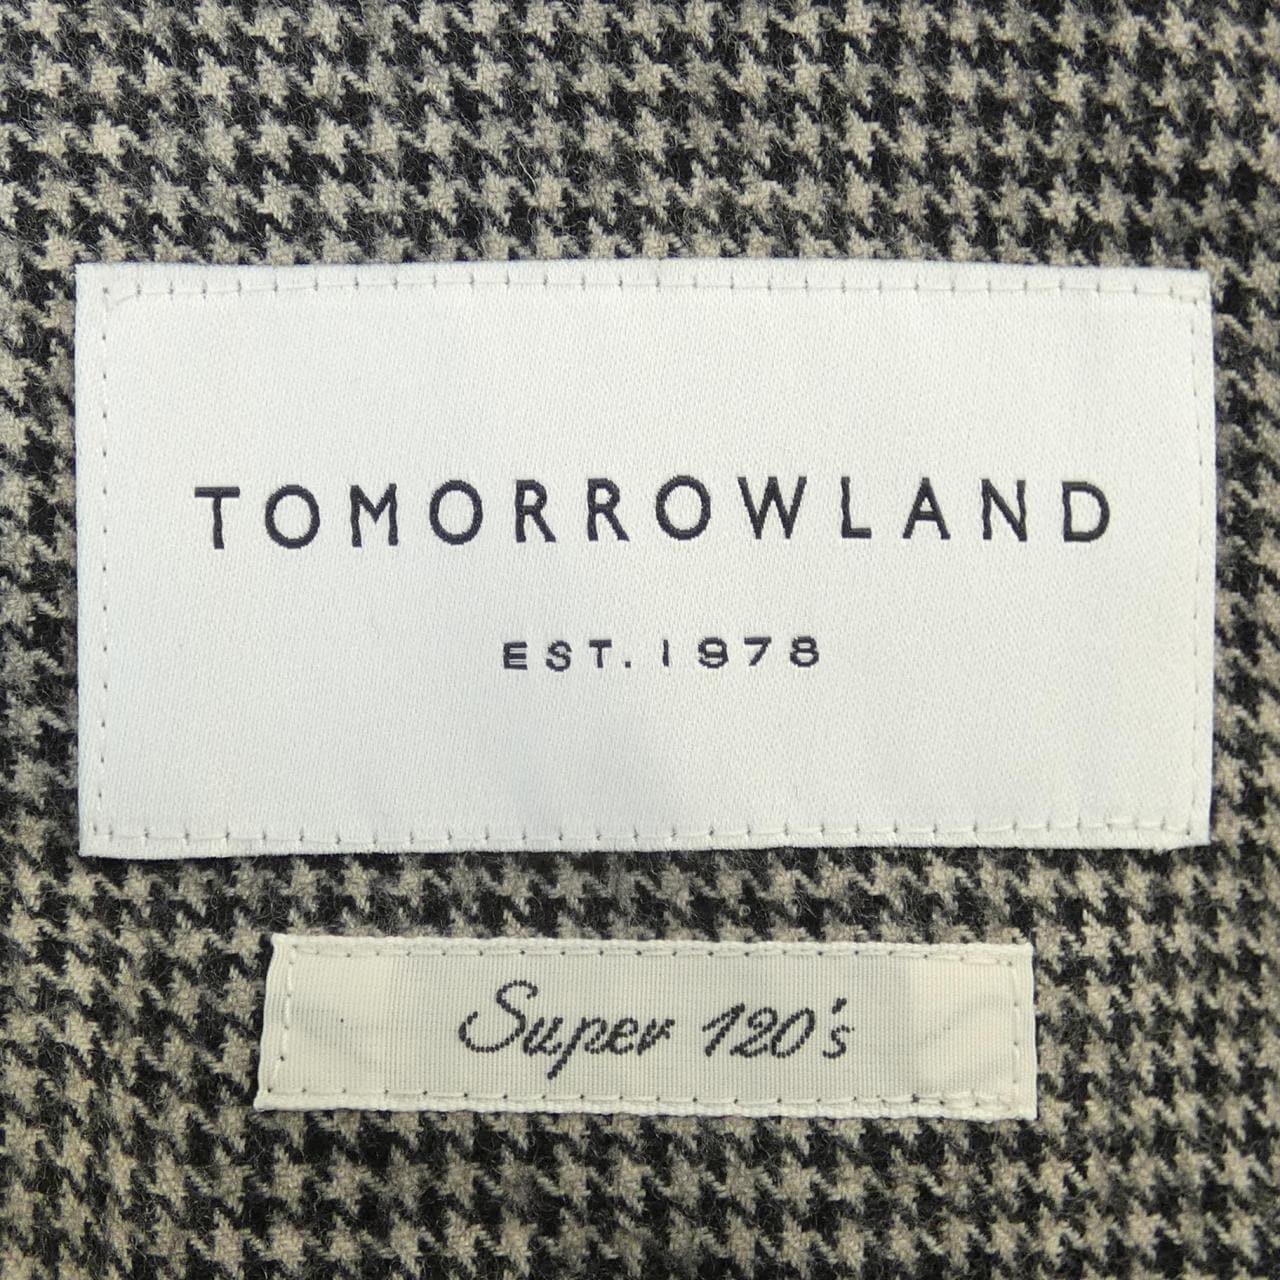 TOMORROWLAND
EST. 1978
Super 120's